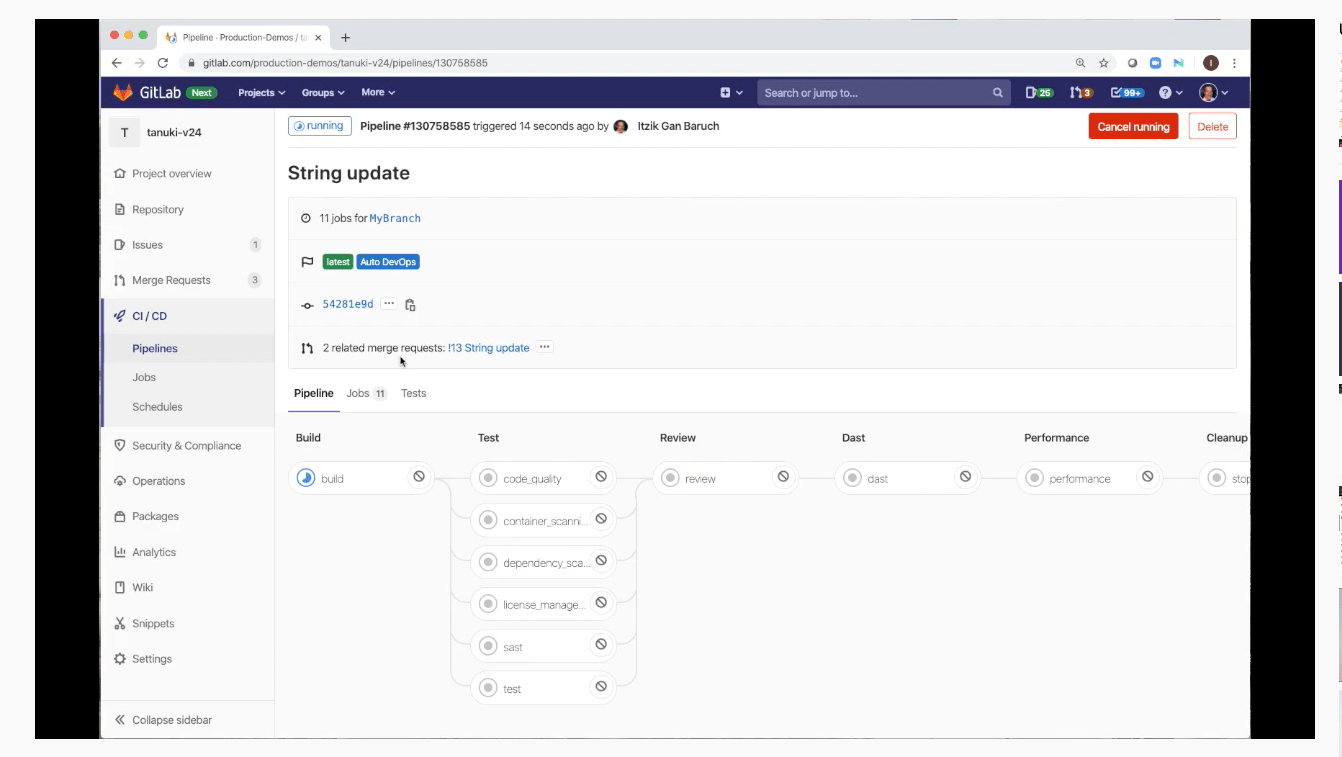 Pipeline · Production-Demos / ta
gitlab.com/production-demos/tanuki-v24/pipelines/130758585
GitLab Next Projects Groups More Search or jump to... 25 3 99+ ? I
T tanuki-v24
running Pipeline #130758585 triggered 14 seconds ago by Itzik Gan Baruch Cancel running Delete
Project overview
Repository
Issues 1
Merge Requests 3
CI / CD
Pipelines
Jobs
Schedules
Security & Compliance
Operations
Packages
Analytics
Wiki
Snippets
Settings
Collapse sidebar
String update
11 jobs for MyBranch
latest Auto DevOps
54281e9d ...
2 related merge requests: !13 String update ...
Pipeline Jobs 11 Tests
Build Test Review Dast Performance Cleanup
build code_quality review dast performance stop
container_scanni...
dependency_sca...
license_manage...
sast
test